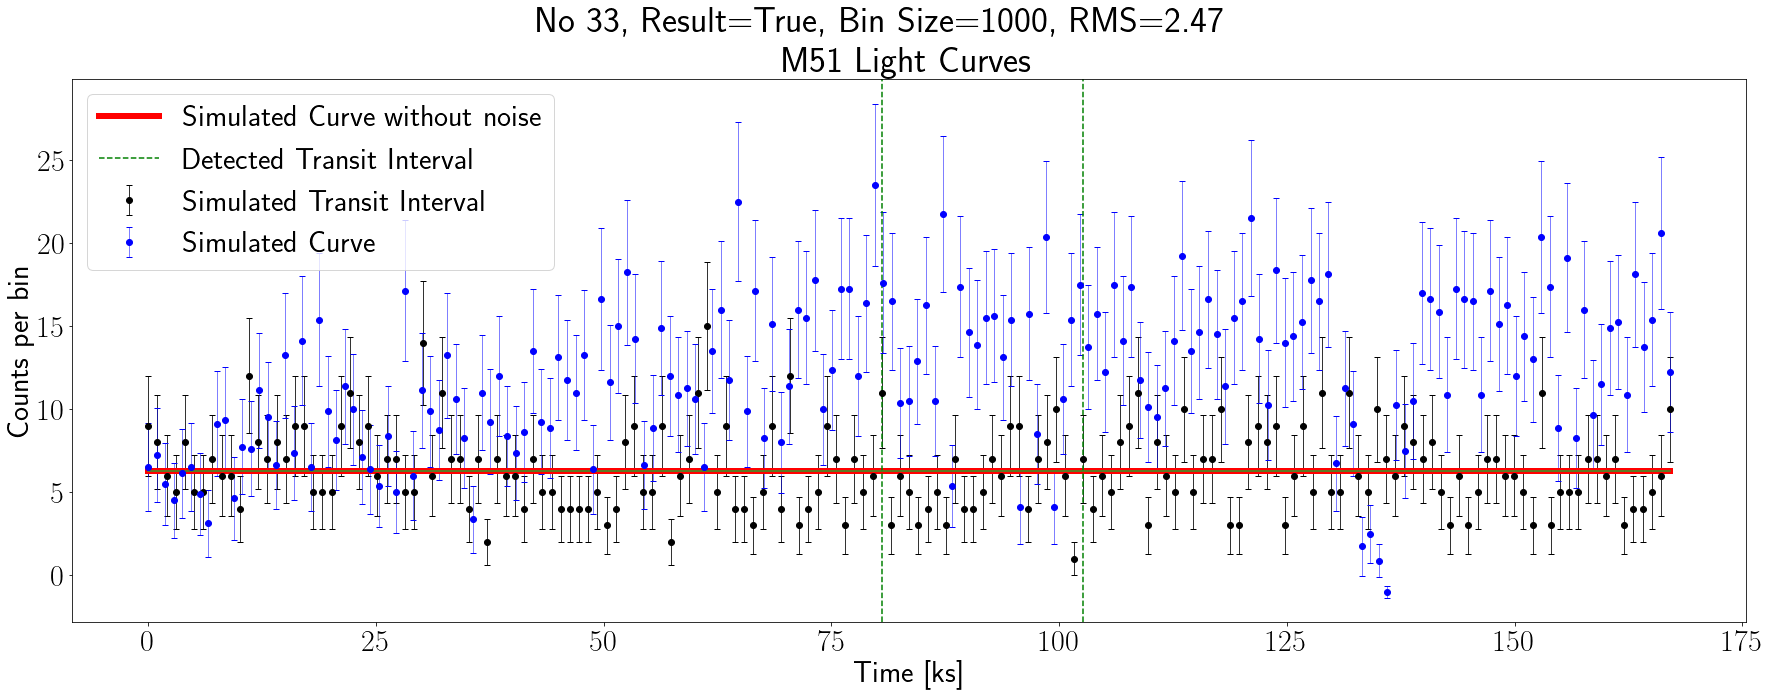 No 33, Result=True, Bin Size=1000, RMS=2.47
M51 Light Curves
Simulated Curve without noise
Detected Transit Interval
Simulated Transit Interval
Simulated Curve
Counts per bin
25
20
15
10
5
0
0 25 50 75 100 125 150 175
Time [ks]